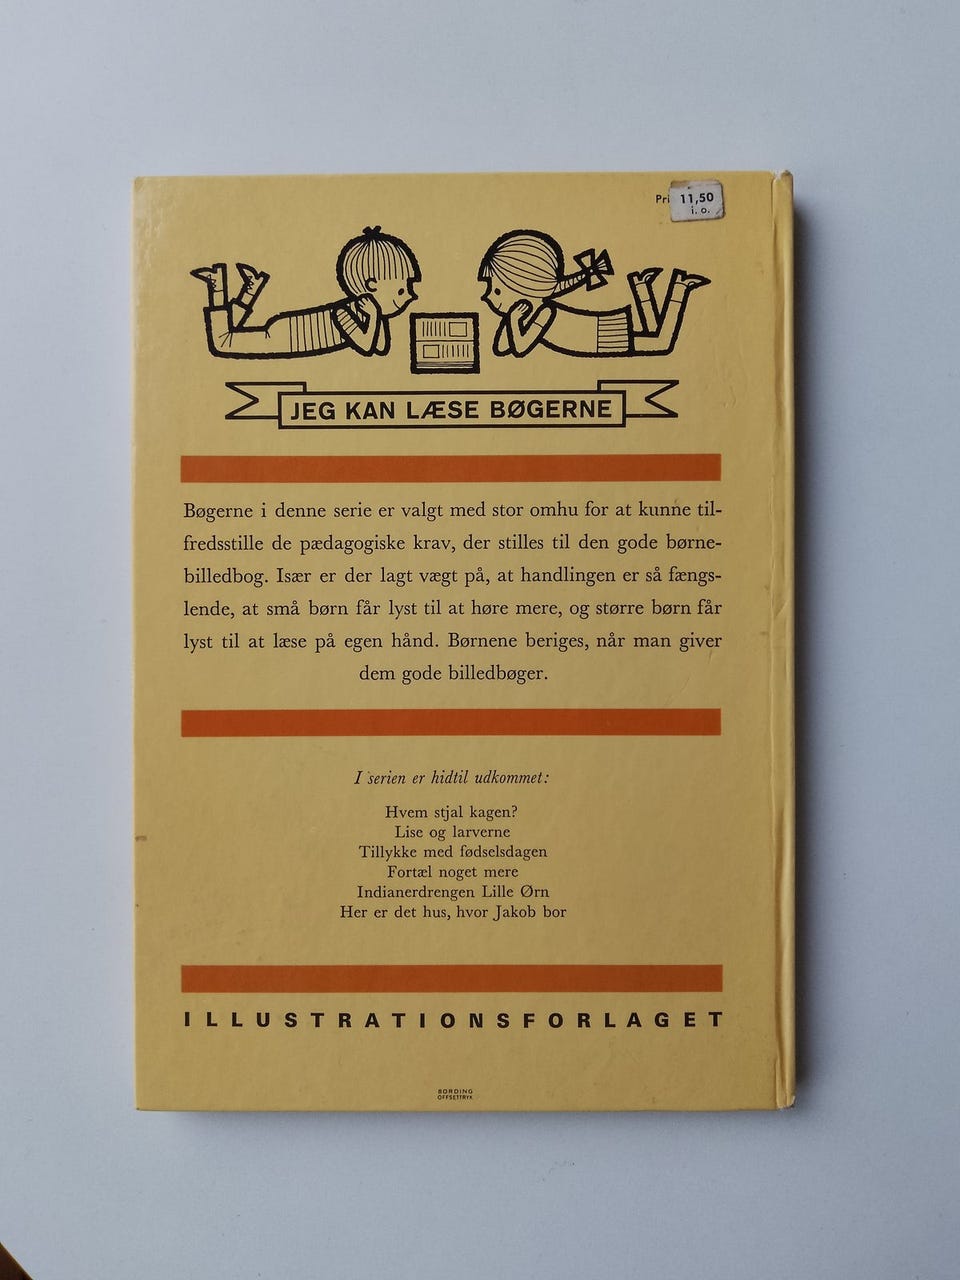 Pri 11,50
i. o.
JEG KAN LÆSE BØGERNE
Bøgerne i denne serie er valgt med stor omhu for at kunne til-
fredsstille de pædagogiske krav, der stilles til den gode børne-
billedbog. Især er der lagt vægt på, at handlingen er så fængs-
lende, at små børn får lyst til at høre mere, og større børn får
lyst til at læse på egen hånd. Børnene beriges, når man giver
dem gode billedbøger.
I serien er hidtil udkommet:
Hvem stjal kagen?
Lise og larverne
Tillykke med fødselsdagen
Fortæl noget mere
Indianerdrengen Lille Ørn
Her er det hus, hvor Jakob bor
ILLUSTRATIONSFORLAGET
BORDING
OFFSETTRYK